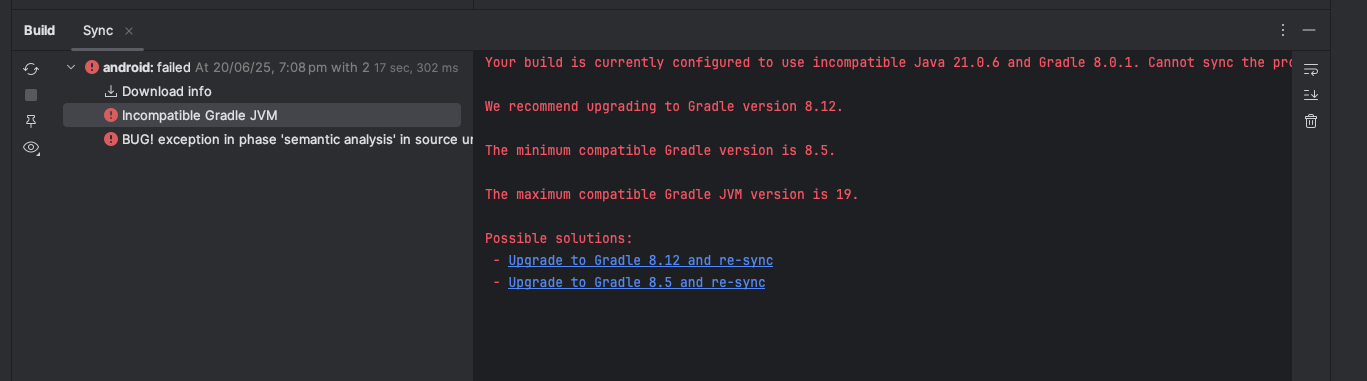 Build Sync
android: failed At 20/06/25, 7:08 pm with 2 17 sec, 302 ms
Download info
Incompatible Gradle JVM
BUG! exception in phase 'semantic analysis' in source
Your build is currently configured to use incompatible Java 21.0.6 and Gradle 8.0.1. Cannot sync the
We recommend upgrading to Gradle version 8.12.
The minimum compatible Gradle version is 8.5.
The maximum compatible Gradle JVM version is 19.
Possible solutions:
- Upgrade to Gradle 8.12 and re-sync
- Upgrade to Gradle 8.5 and re-sync